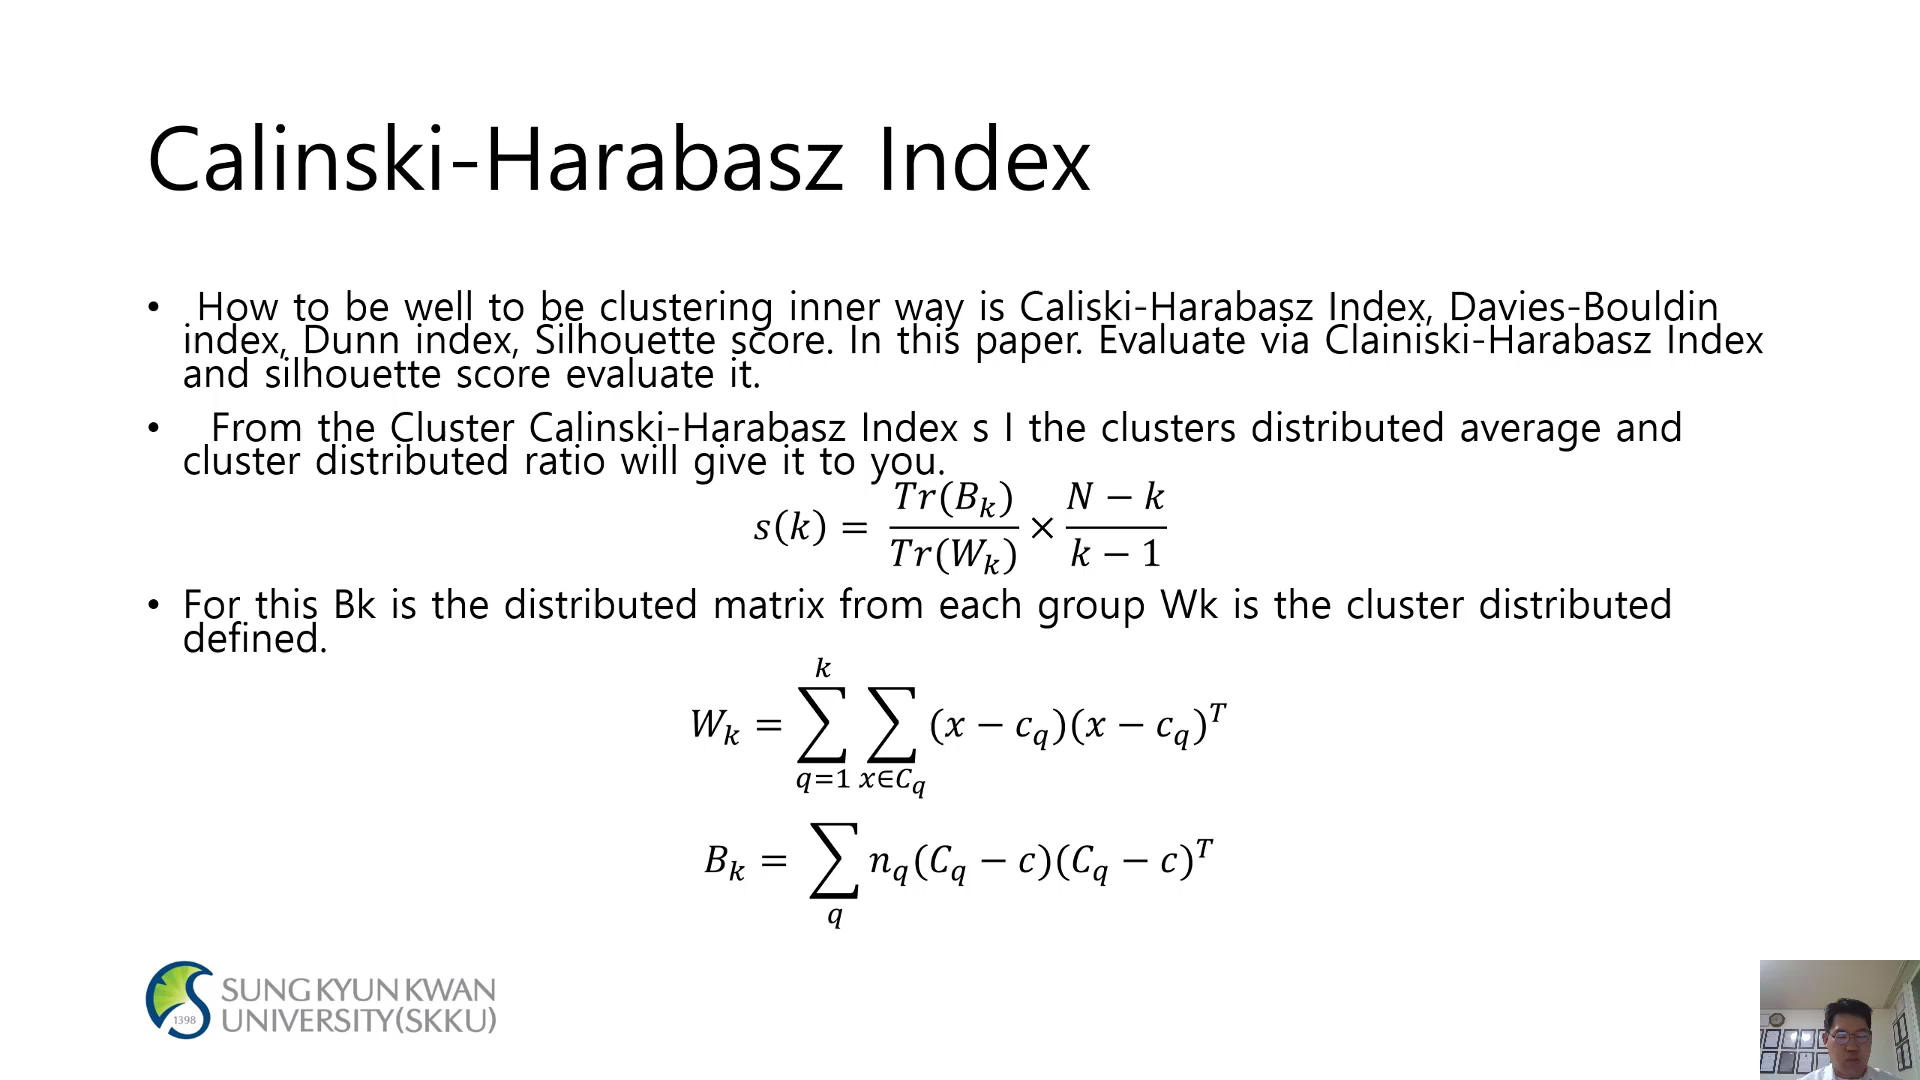 Calinski-Harabasz Index
• How to be well to be clustering inner way is Caliski-Harabasz Index, Davies-Bouldin
index, Dunn index, Silhouette score. In this paper. Evaluate via Clainiski-Harabasz Index
and silhouette score evaluate it.
• From the Cluster Calinski-Harabasz Index s I the clusters distributed average and
cluster distributed ratio will give it to you.
s(k) = Tr(B_k)/Tr(W_k) × N − k/k − 1
• For this Bk is the distributed matrix from each group Wk is the cluster distributed
defined.
W_k = ∑_{q=1}^{k} ∑_{x∈C_q} (x − c_q)(x − c_q)^T
B_k = ∑_q n_q(C_q − c)(C_q − c)^T
1398
SUNG KYUN KWAN
UNIVERSITY(SKKU)